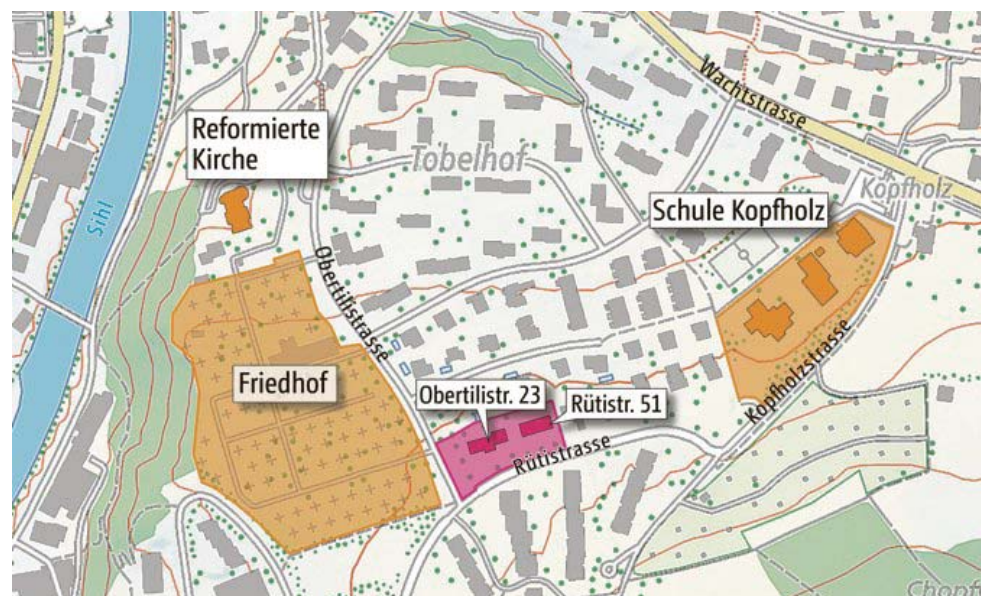 Wachtstrasse
Reformierte
Kirche
Tobelhof
Kopfholz
Schule Kopfholz
Sihl
Obertilistrasse
Friedhof
Obertilistr. 23
Rütistr. 51
Kopfholzstrasse
Rütistrasse